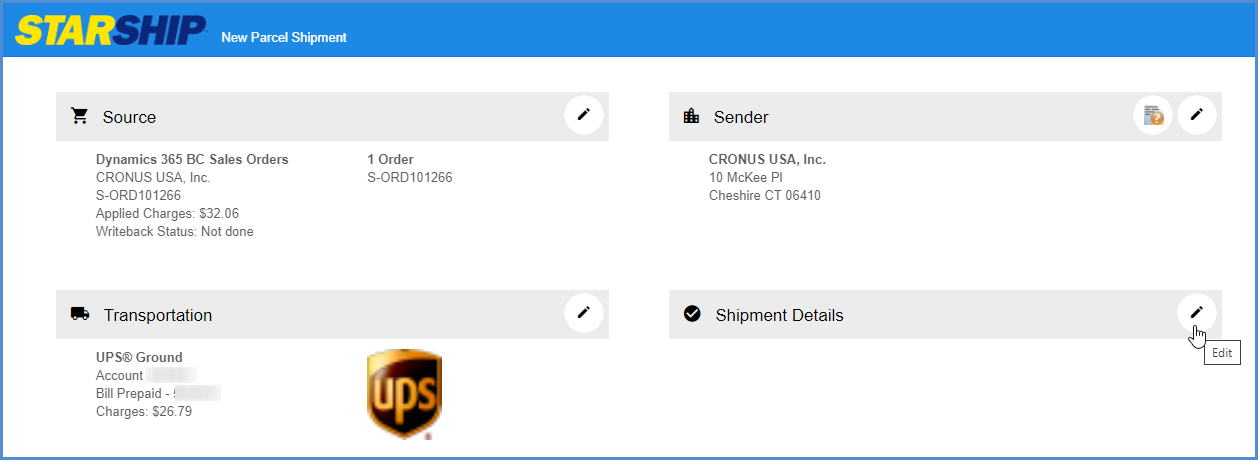 STARSHIP New Parcel Shipment
Source
Dynamics 365 BC Sales Orders
CRONUS USA, Inc.
S-ORD101266
Applied Charges: $32.06
Writeback Status: Not done
1 Order
S-ORD101266
Sender
CRONUS USA, Inc.
10 McKee Pl
Cheshire CT 06410
Transportation
UPS® Ground
Account
Bill Prepaid -
Charges: $26.79
ups
Shipment Details
Edit